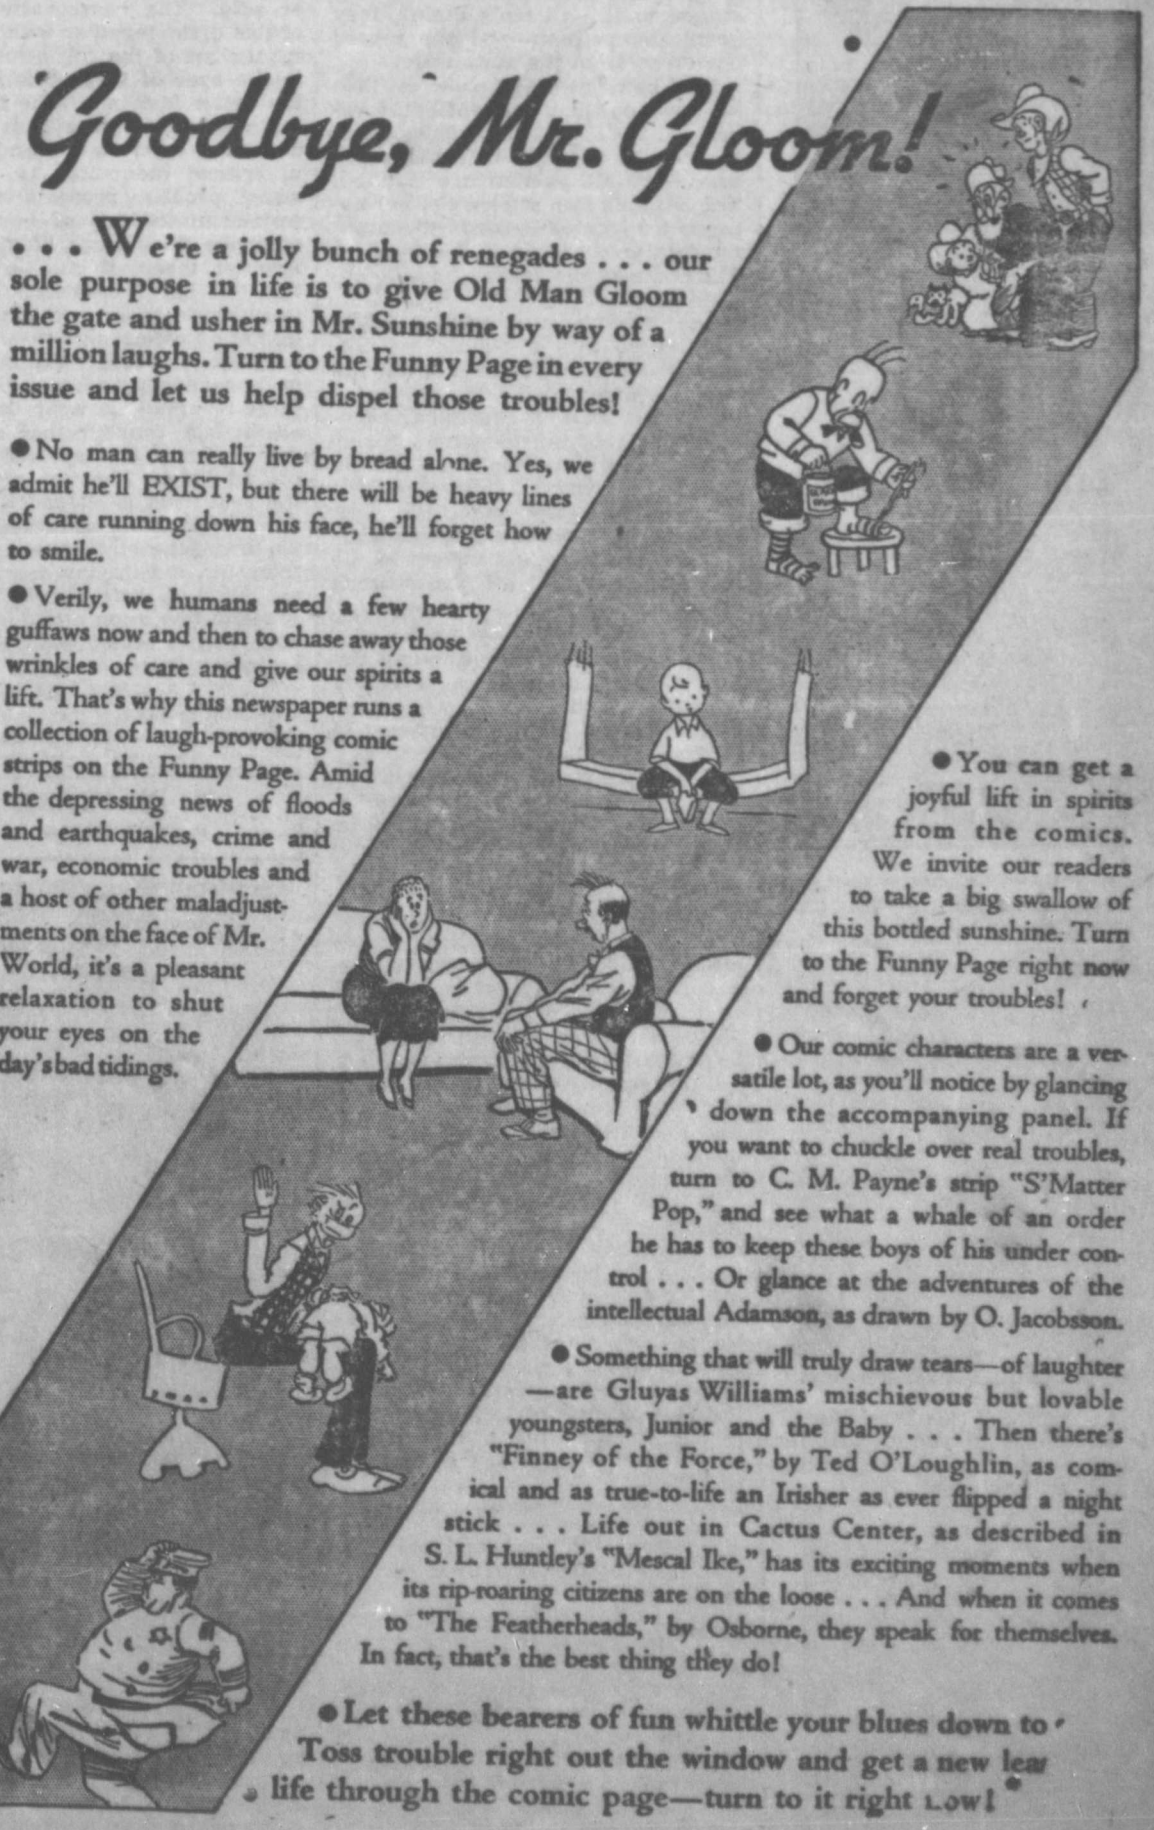 Goodbye, Mr. Gloom!
. . . We're a jolly bunch of renegades . . . our
sole purpose in life is to give Old Man Gloom
the gate and usher in Mr. Sunshine by way of a
million laughs. Turn to the Funny Page in every
issue and let us help dispel those troubles!
● No man can really live by bread alone. Yes, we
admit he'll EXIST, but there will be heavy lines
of care running down his face, he'll forget how
to smile.
● Verily, we humans need a few hearty
guffaws now and then to chase away those
wrinkles of care and give our spirits a
lift. That's why this newspaper runs a
collection of laugh-provoking comic
strips on the Funny Page. Amid
the depressing news of floods
and earthquakes, crime and
war, economic troubles and
a host of other maladjust-
ments on the face of Mr.
World, it's a pleasant
relaxation to shut
your eyes on the
day's bad tidings.
● You can get a
joyful lift in spirits
from the comics.
We invite our readers
to take a big swallow of
this bottled sunshine. Turn
to the Funny Page right now
and forget your troubles!
● Our comic characters are a ver-
satile lot, as you'll notice by glancing
down the accompanying panel. If
you want to chuckle over real troubles,
turn to C. M. Payne's strip "S'Matter
Pop," and see what a whale of an order
he has to keep these boys of his under con-
trol . . . Or glance at the adventures of the
intellectual Adamson, as drawn by O. Jacobsson.
● Something that will truly draw tears—of laughter
—are Gluyas Williams' mischievous but lovable
youngsters, Junior and the Baby . . . Then there's
"Finney of the Force," by Ted O'Loughlin, as com-
ical and as true-to-life an Irisher as ever flipped a night
stick . . . Life out in Cactus Center, as described in
S. L. Huntley's "Mescal Ike," has its exciting moments when
its rip-roaring citizens are on the loose . . . And when it comes
to "The Featherheads," by Osborne, they speak for themselves.
In fact, that's the best thing they do!
● Let these bearers of fun whittle your blues down to
Toss trouble right out the window and get a new
life through the comic page—turn to it right now!